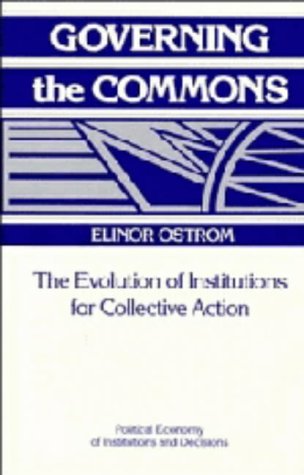 GOVERNING
the COMMONS
ELINOR OSTROM
The Evolution of Institutions
for Collective Action
Political Economy
of Institutions and Decisions